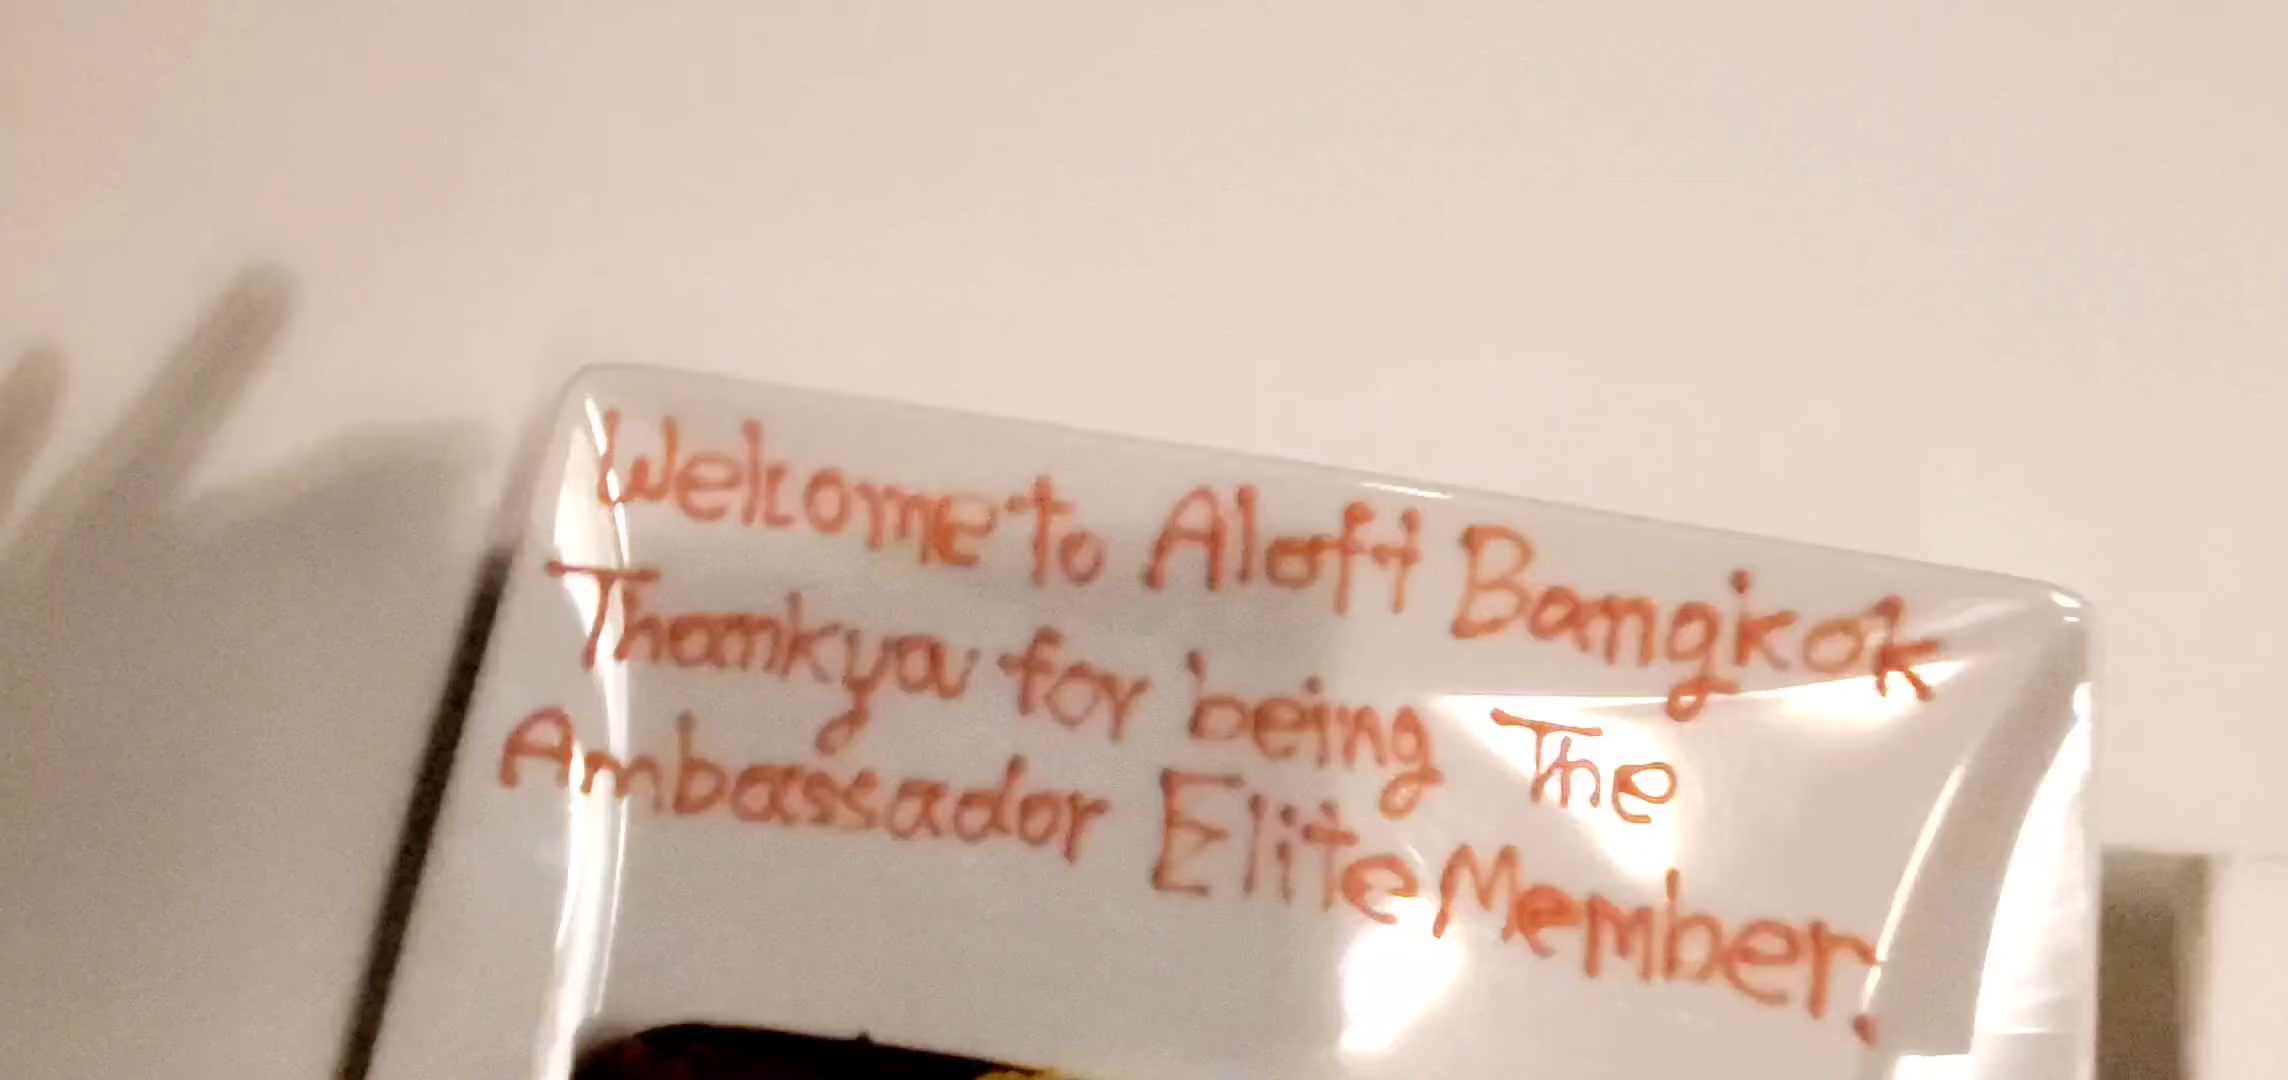 Welcome to Aloft Bangkok
Thankyou for being The
Ambassador Elite Member.